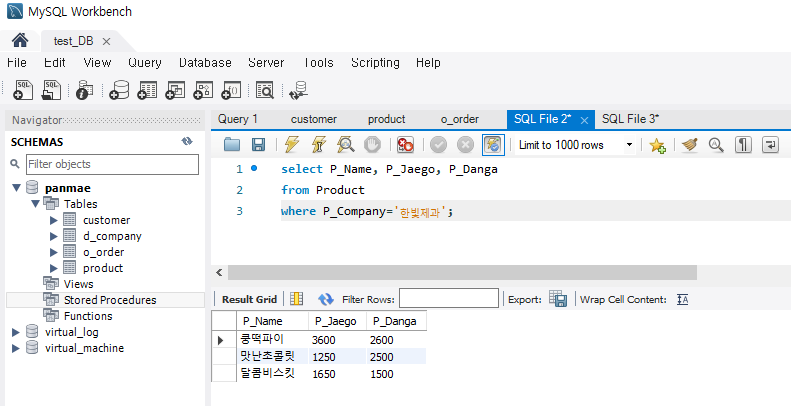 MySQL Workbench
test_DB
File Edit View Query Database Server Tools Scripting Help
Navigator
SCHEMAS
Filter objects
panmae
Tables
customer
d_company
o_order
product
Views
Stored Procedures
Functions
virtual_log
virtual_machine
Query 1 customer product o_order SQL File 2* SQL File 3*
Limit to 1000 rows
1 select P_Name, P_Jaego, P_Danga
2 from Product
3 where P_Company='한빛제과';
Result Grid Filter Rows: Export: Wrap Cell Content:
P_Name P_Jaego P_Danga
쿵떡파이 3600 2600
맛난초콜릿 1250 2500
달콤비스킷 1650 1500